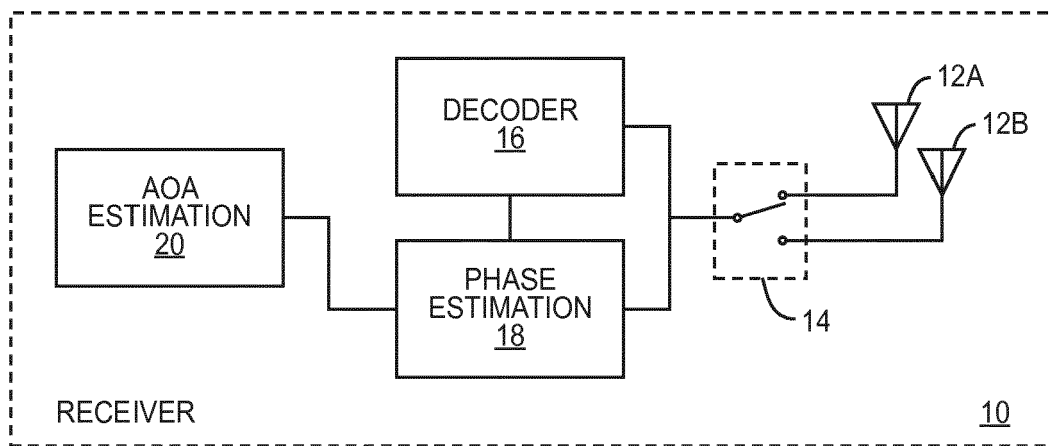 12A
DECODER
16
12B
AOA
ESTIMATION
20
PHASE
ESTIMATION
18
14
RECEIVER
10